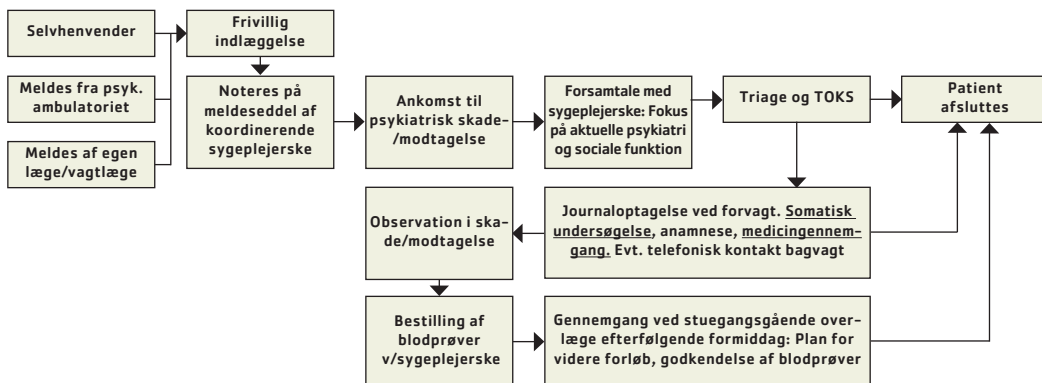 Selvhenvender
Meldes fra psyk.
ambulatoriet
Meldes af egen
læge/vagtlæge
Frivillig
indlæggelse
Noteres på
meldeseddel af
koordinerende
sygeplejerske
Ankomst til
psykiatrisk skade-
/modtagelse
Forsamtale med
sygeplejerske: Fokus
på aktuelle psykiatri
og sociale funktion
Triage og TOKS
Patient
afsluttes
Journaloptagelse ved forvagt. Somatisk
undersøgelse, anamnese, medicingennem-
gang. Evt. telefonisk kontakt bagvagt
Observation i ska-
de/modtagelse
Bestilling af
blodprøver
v/sygeplejerske
Gennemgang ved stuegangsgående over-
læge efterfølgende formiddag: Plan for
videre forløb, godkendelse af blodprøver